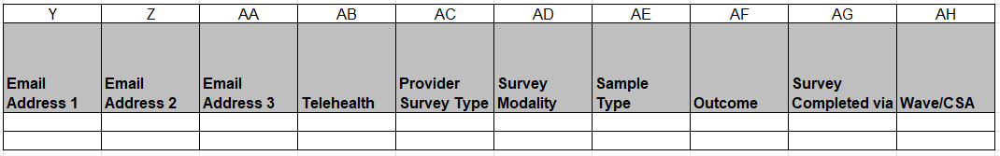 Y Z AA AB AC AD AE AF AG AH
Email Address 1 Email Address 2 Email Address 3 Telehealth Provider Survey Type Survey Modality Sample Type Outcome Survey Completed via Wave/CSA